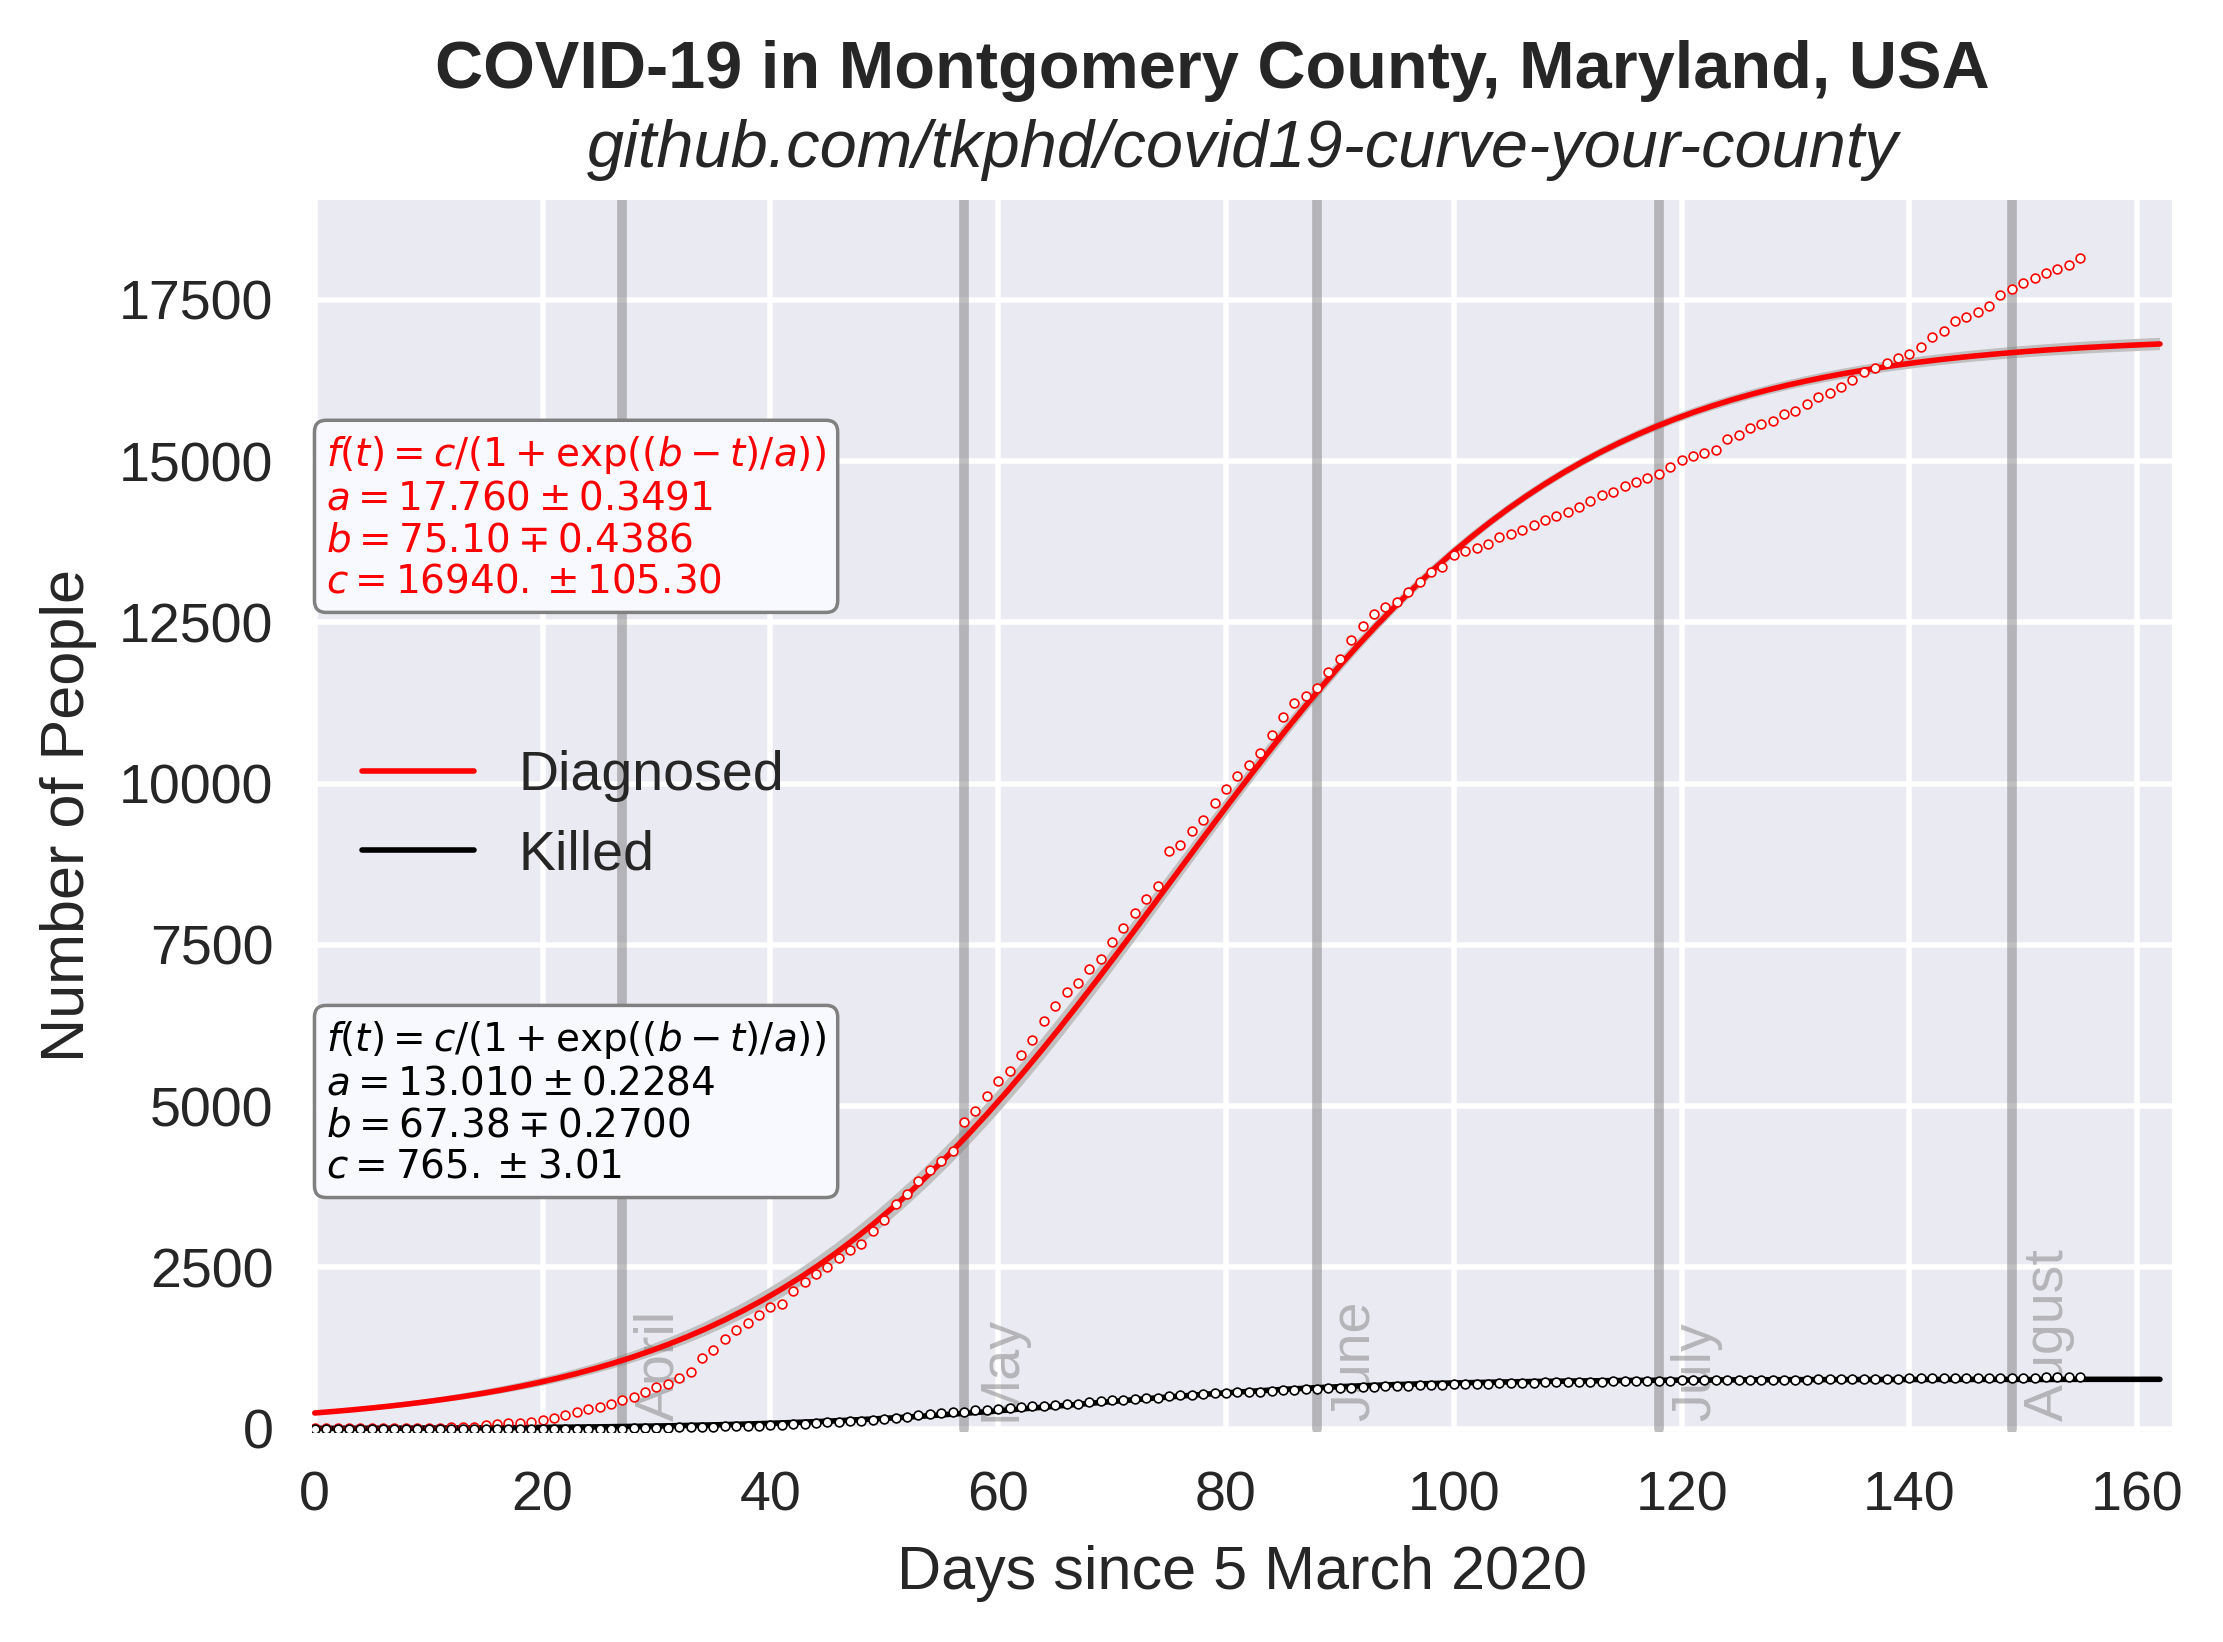 COVID-19 in Montgomery County, Maryland, USA
github.com/tkphd/covid19-curve-your-county
Number of People
17500
15000
12500
10000
7500
5000
2500
0
f(t) = c/(1 + exp((b − t)/a))
a = 17.760 ± 0.3491
b = 75.10 ∓ 0.4386
c = 16940. ± 105.30
Diagnosed
Killed
f(t) = c/(1 + exp((b − t)/a))
a = 13.010 ± 0.2284
b = 67.38 ∓ 0.2700
c = 765. ± 3.01
April
May
June
July
August
0 20 40 60 80 100 120 140 160
Days since 5 March 2020